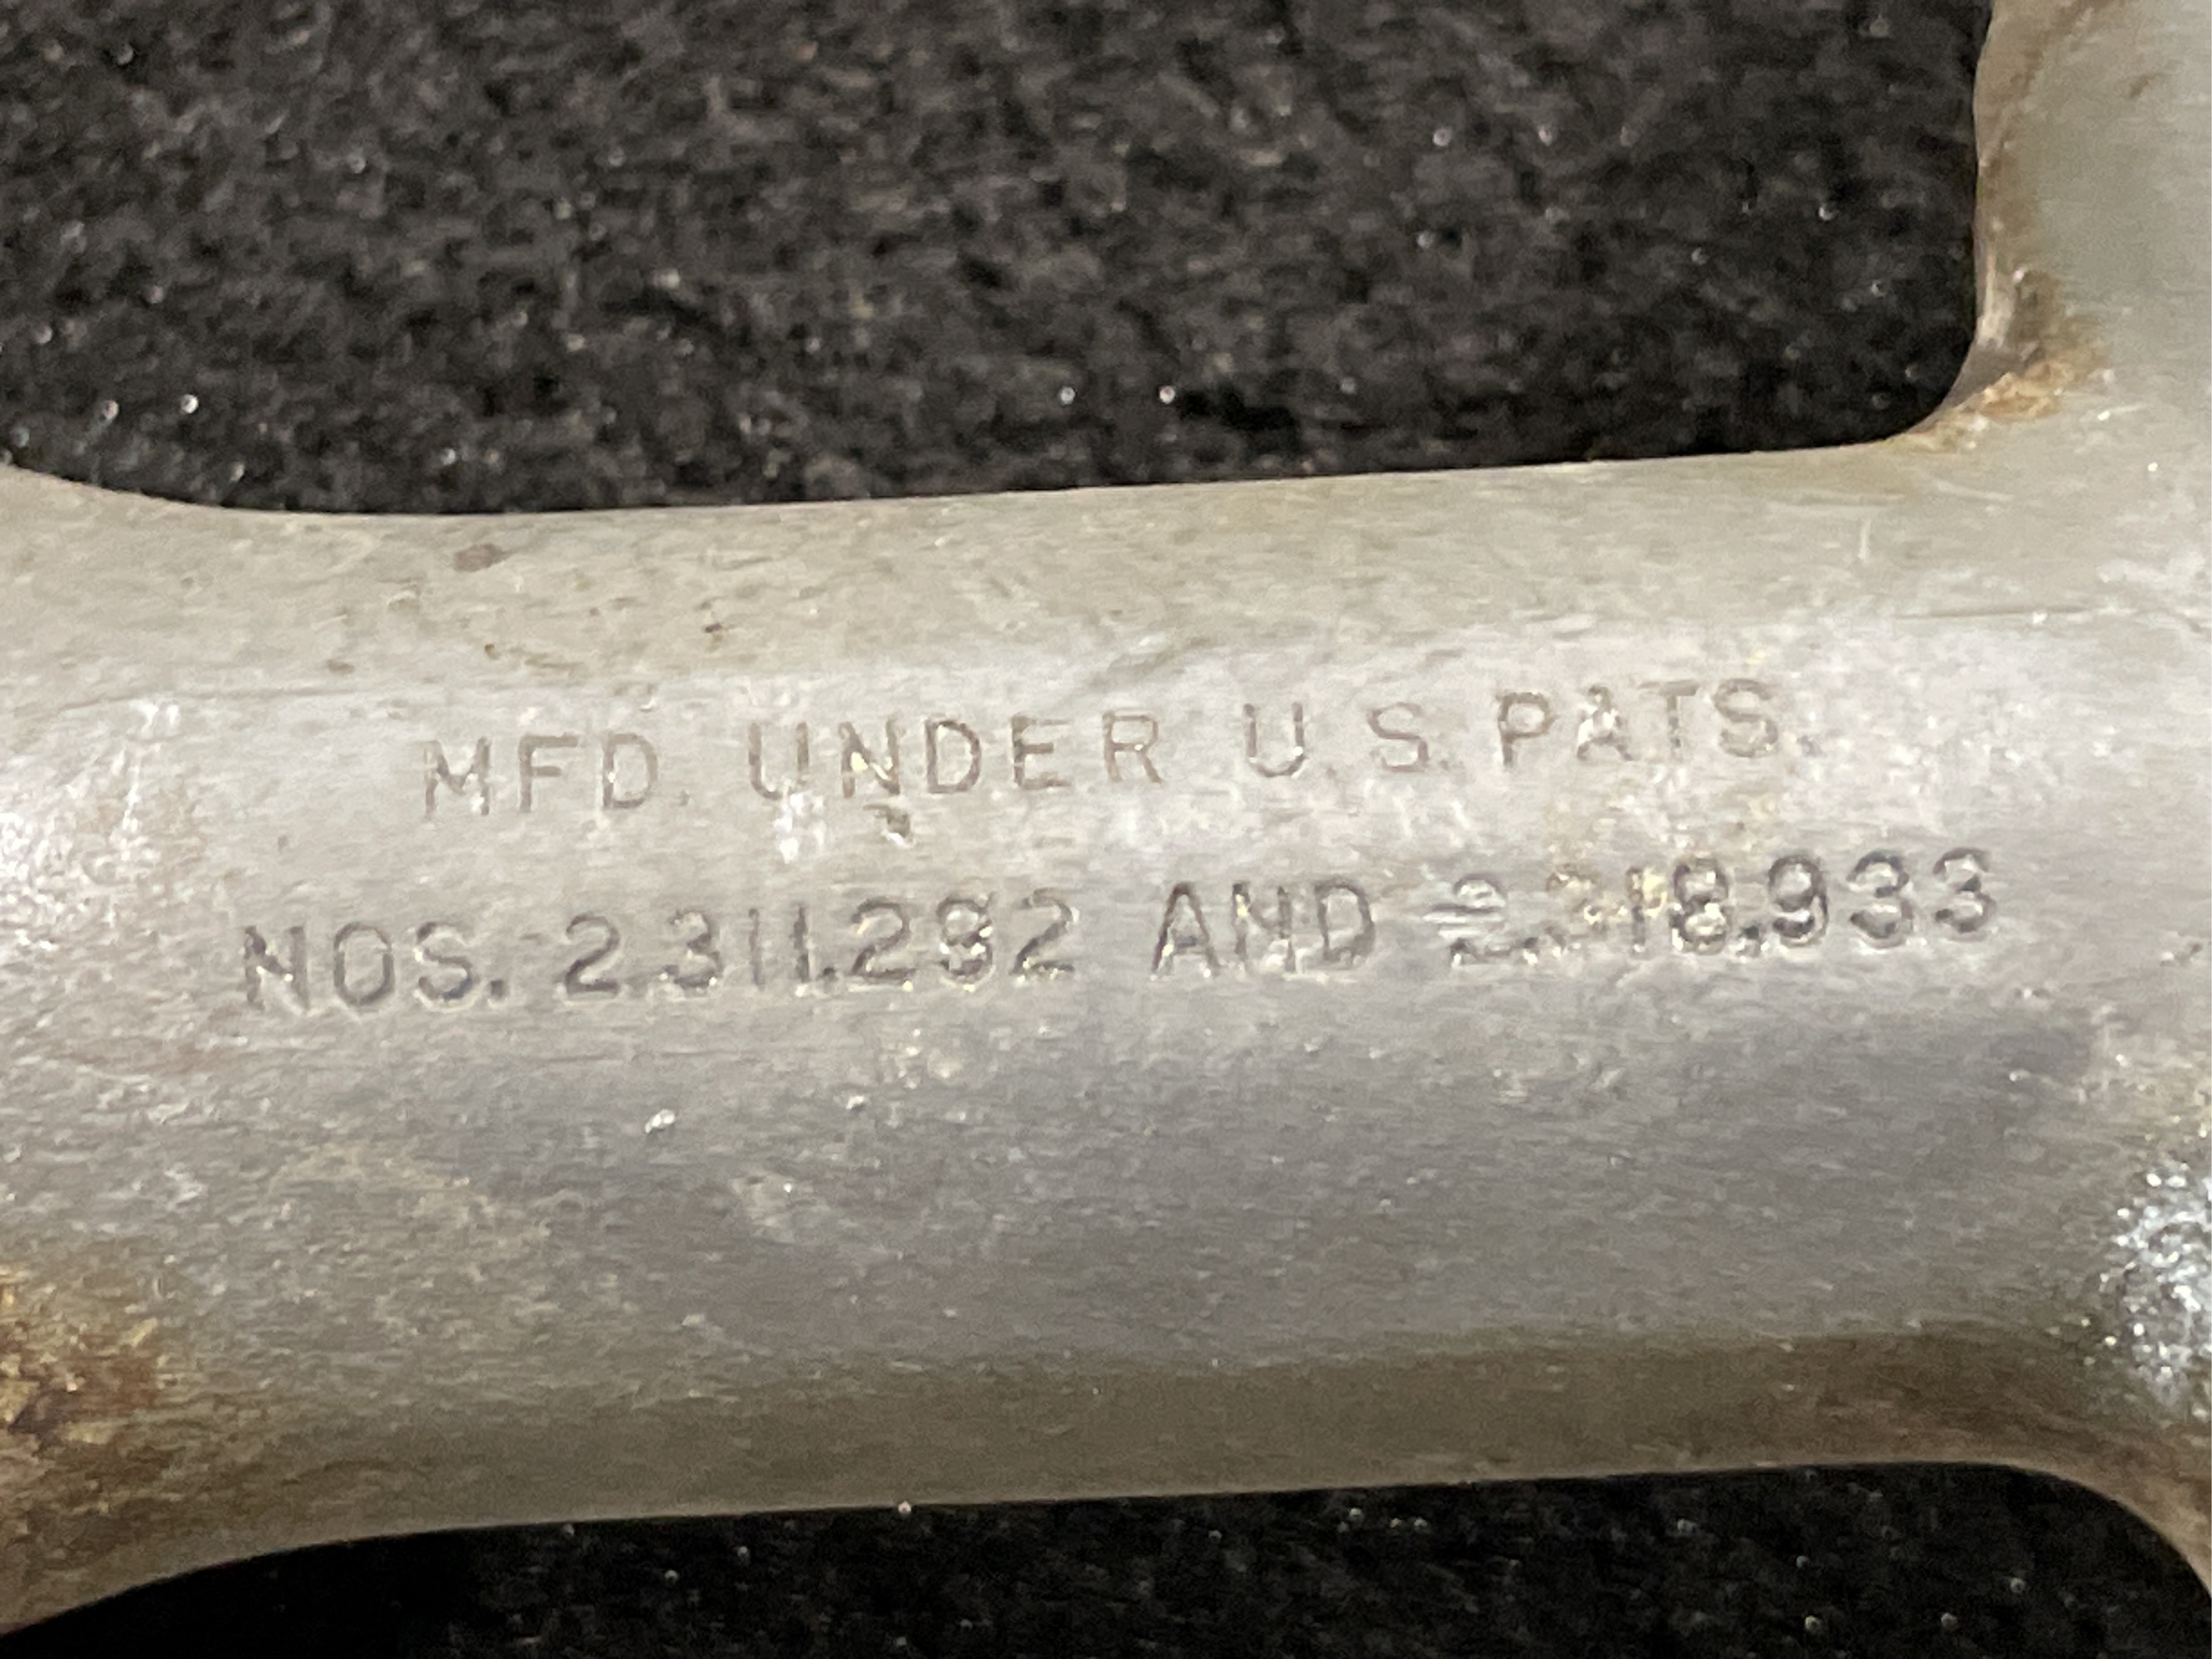 MFD. UNDER U.S. PATS.
NOS. 2.311.292 AND 2.318.933